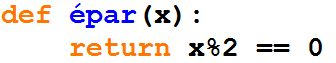 def épar(x):
    return x%2 == 0